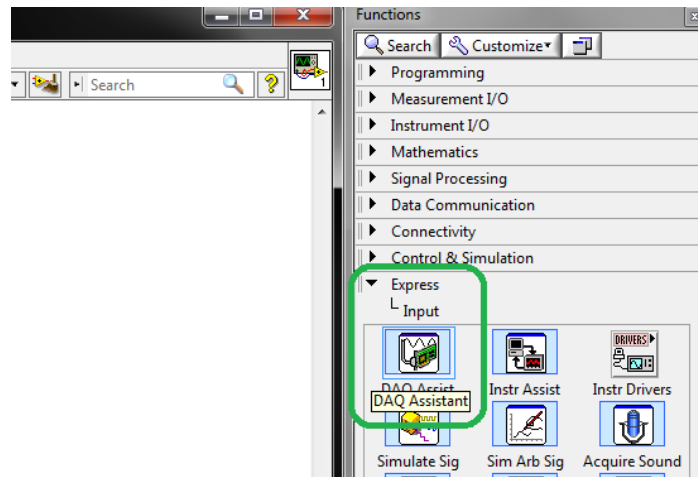 Functions
Search Customize
Search
? 1
Programming
Measurement I/O
Instrument I/O
Mathematics
Signal Processing
Data Communication
Connectivity
Control & Simulation
Express
Input
DRIVERS
DAQ Assist Instr Assist Instr Drivers
DAQ Assistant
Simulate Sig Sim Arb Sig Acquire Sound